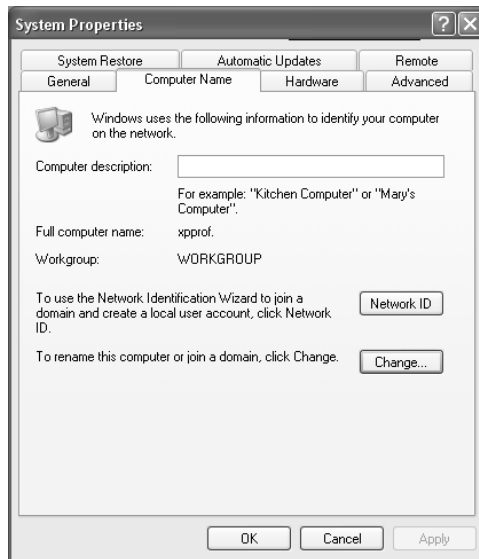 System Properties
System Restore Automatic Updates Remote
General Computer Name Hardware Advanced
Windows uses the following information to identify your computer
on the network.
Computer description:
For example: "Kitchen Computer" or "Mary's
Computer".
Full computer name: xpprof.
Workgroup: WORKGROUP
To use the Network Identification Wizard to join a
domain and create a local user account, click Network
ID.
Network ID
To rename this computer or join a domain, click Change.
Change...
OK Cancel Apply